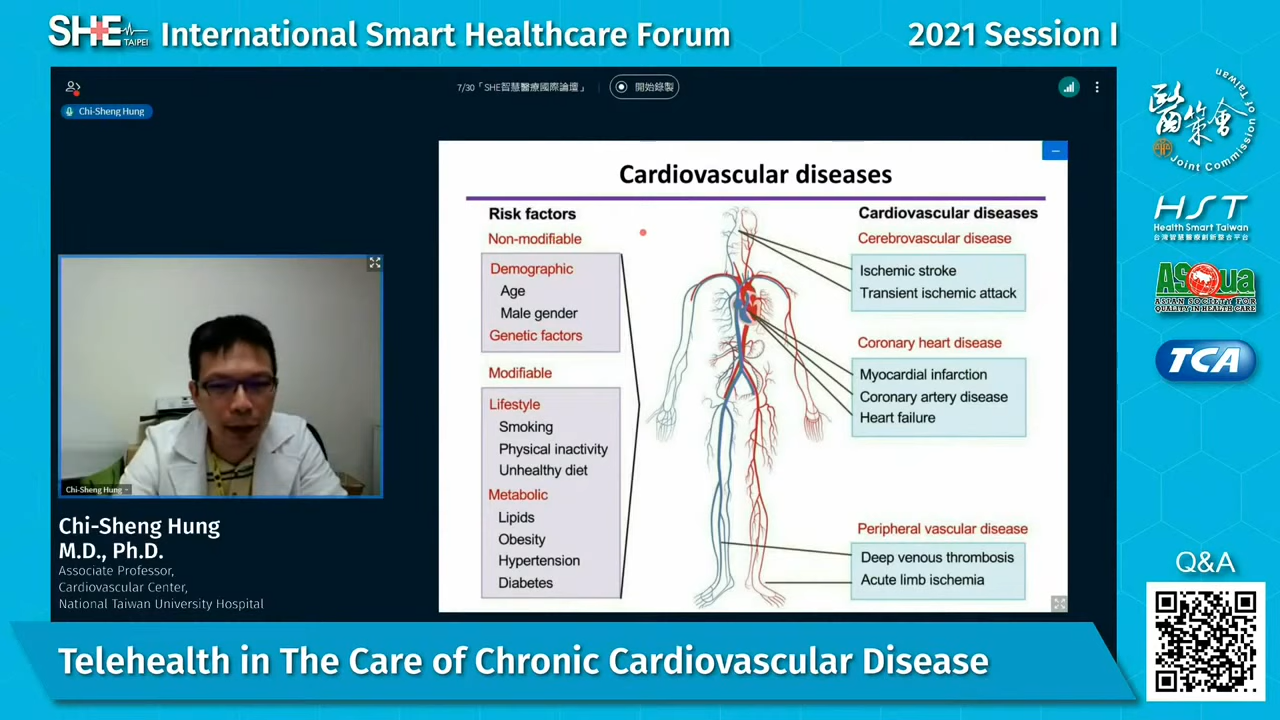 SHE TAIPEI
International Smart Healthcare Forum
2021 Session I
7/30「SHE智慧醫療國際論壇」
開始錄製
Chi-Sheng Hung
Cardiovascular diseases
Risk factors
Non-modifiable
Demographic
Age
Male gender
Genetic factors
Modifiable
Lifestyle
Smoking
Physical inactivity
Unhealthy diet
Metabolic
Lipids
Obesity
Hypertension
Diabetes
Cardiovascular diseases
Cerebrovascular disease
Ischemic stroke
Transient ischemic attack
Coronary heart disease
Myocardial infarction
Coronary artery disease
Heart failure
Peripheral vascular disease
Deep venous thrombosis
Acute limb ischemia
Chi-Sheng Hung
Chi-Sheng Hung
M.D., Ph.D.
Associate Professor,
Cardiovascular Center,
National Taiwan University Hospital
Telehealth in The Care of Chronic Cardiovascular Disease
醫策會
Joint Commission of Taiwan
HST
Health Smart Taiwan
台灣智慧醫療創新整合平台
ASQua
ASIAN SOCIETY FOR
QUALITY IN HEALTH CARE
TCA
Q&A